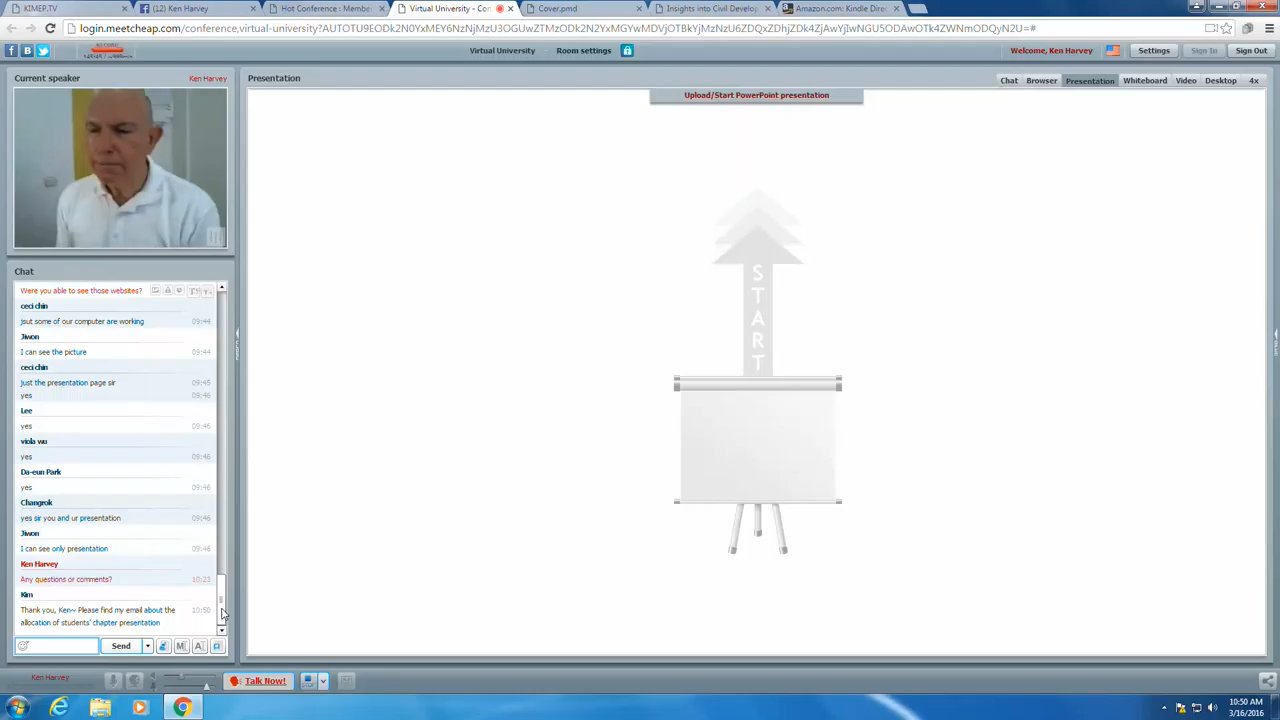 KIMEP.TV
(12) Ken Harvey
Hot Conference : Membe
Virtual University - Con
Cover.pmd
Insights into Civil Develop
Amazon.com: Kindle Dire
Welcome, Ken Harvey
Virtual University
Room settings
Settings
Sign In
Sign Out
Current speaker
Ken Harvey
Presentation
Chat
Browser
Presentation
Whiteboard
Video
Desktop
4x
Upload/Start PowerPoint presentation
START
Chat
Were you able to see those websites?
ceci chin
jsut some of our computer are working 09:44
Jiwon
I can see the picture 09:44
ceci chin
just the presentation page sir 09:45
yes 09:46
Lee
yes 09:46
viola wu
yes 09:46
Da-eun Park
yes 09:46
Changrok
yes sir you and ur presentation 09:46
Jiwon
I can see only presentation 09:46
Ken Harvey
Any questions or comments? 10:23
Kim
Thank you, Ken~ Please find my email about the 10:50
allocation of students' chapter presentation
Send
Ken Harvey
Talk Now!
10:50 AM
3/16/2016